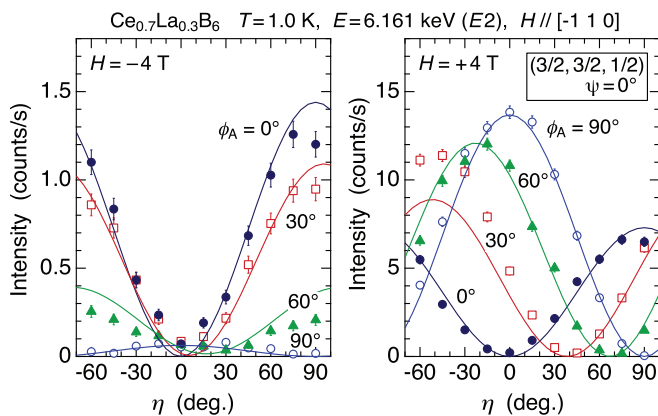 Ce0.7La0.3B6 T=1.0 K, E=6.161 keV (E2), H // [-1 1 0]
H = −4 T
ϕA = 0°
30°
60°
90°
1.5
1.0
0.5
0
Intensity (counts/s)
-60 -30 0 30 60 90
η (deg.)
H = +4 T
(3/2, 3/2, 1/2)
ψ = 0°
ϕA = 90°
60°
30°
0°
15
10
5
0
Intensity (counts/s)
-60 -30 0 30 60 90
η (deg.)